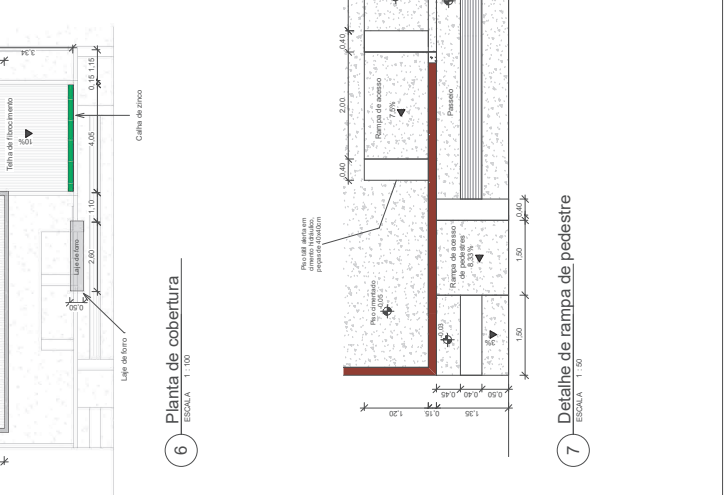 3.34
0.15
1.15
Telha de fibrocimento
10%
4.05
Calha de zinco
1.10
Laje de forro
2.60
0.50
Laje de forro
6
Planta de cobertura
ESCALA 1 : 100
0.40
2.00
Rampa de acesso
7.5%
Passeio
0.40
Piso tátil alerta em
cimento hidráulico,
peças de 40x40cm
Rampa de acesso
de pedestres
8.33%
0.40
1.50
Piso cimentado
-0.05
-0.03
3%
1.50
0.45
0.40
0.50
1.20
0.15
1.35
7
Detalhe de rampa de pedestre
ESCALA 1 : 50